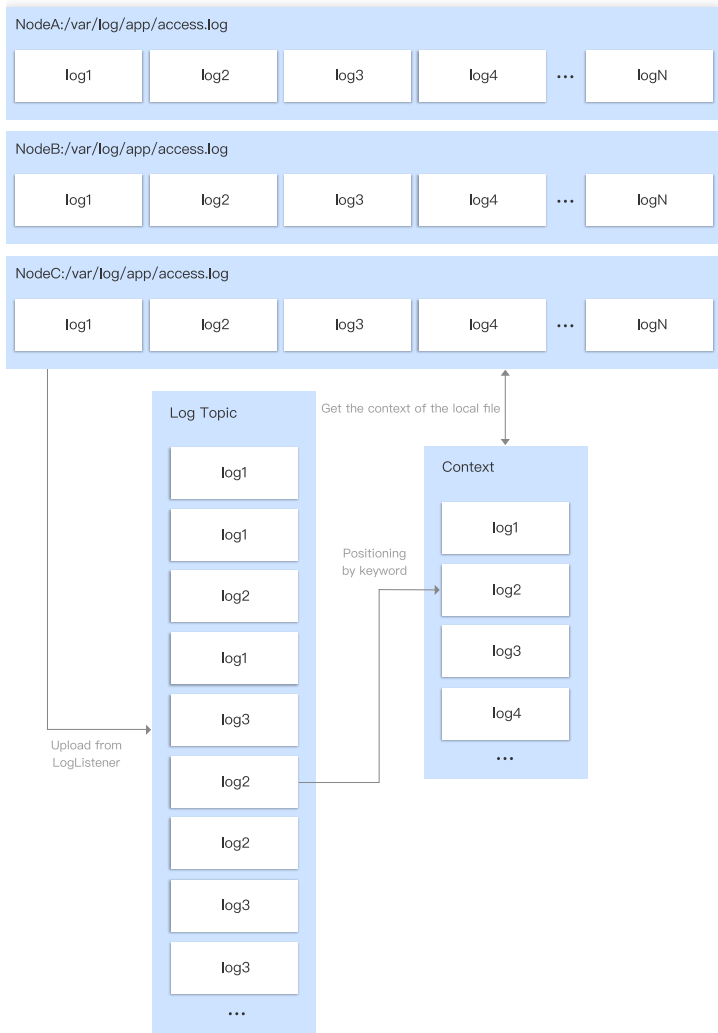 NodeA:/var/log/app/access.log
log1 log2 log3 log4 ... logN
NodeB:/var/log/app/access.log
log1 log2 log3 log4 ... logN
NodeC:/var/log/app/access.log
log1 log2 log3 log4 ... logN
Get the context of the local file
Upload from
LogListener
Log Topic
log1
log1
log2
log1
log3
log2
log2
log3
log3
...
Positioning
by keyword
Context
log1
log2
log3
log4
...